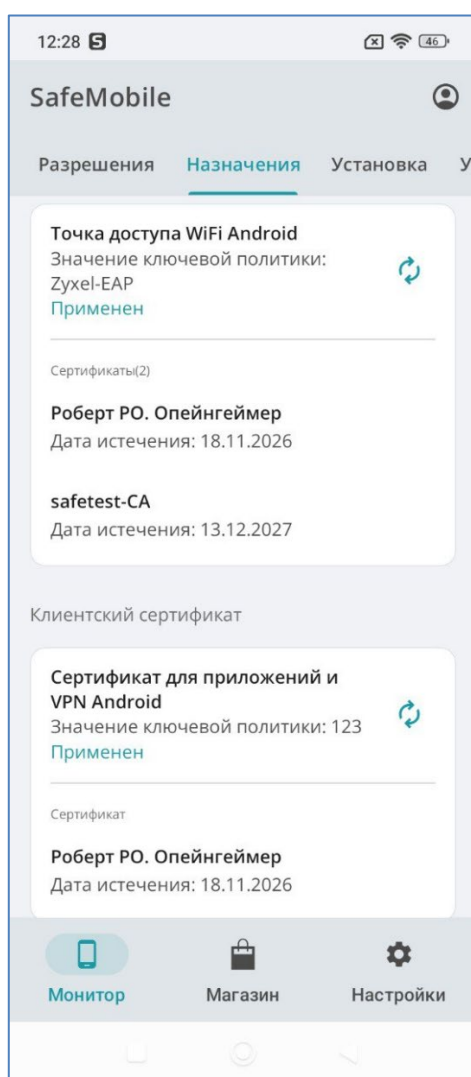 12:28 S 46
SafeMobile
Разрешения Назначения Установка У
Точка доступа WiFi Android
Значение ключевой политики:
Zyxel-EAP
Применен
Сертификаты(2)
Роберт РО. Опейнгеймер
Дата истечения: 18.11.2026
safetest-CA
Дата истечения: 13.12.2027
Клиентский сертификат
Сертификат для приложений и
VPN Android
Значение ключевой политики: 123
Применен
Сертификат
Роберт РО. Опейнгеймер
Дата истечения: 18.11.2026
Монитор Магазин Настройки